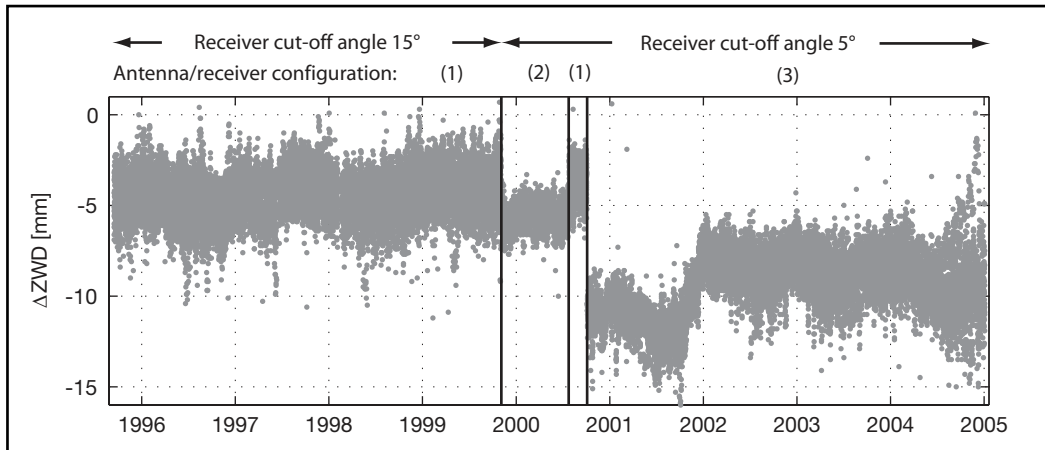 Receiver cut-off angle 15° Receiver cut-off angle 5°
Antenna/receiver configuration: (1) (2) (1) (3)
0
-5
-10
-15
ΔZWD [mm]
1996 1997 1998 1999 2000 2001 2002 2003 2004 2005